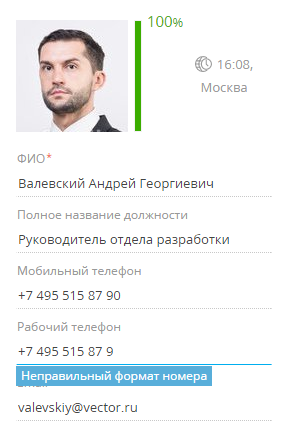 100%
16:08,
Москва
ФИО*
Валевский Андрей Георгиевич
Полное название должности
Руководитель отдела разработки
Мобильный телефон
+7 495 515 87 90
Рабочий телефон
+7 495 515 87 9
Неправильный формат номера
valevskiy@vector.ru